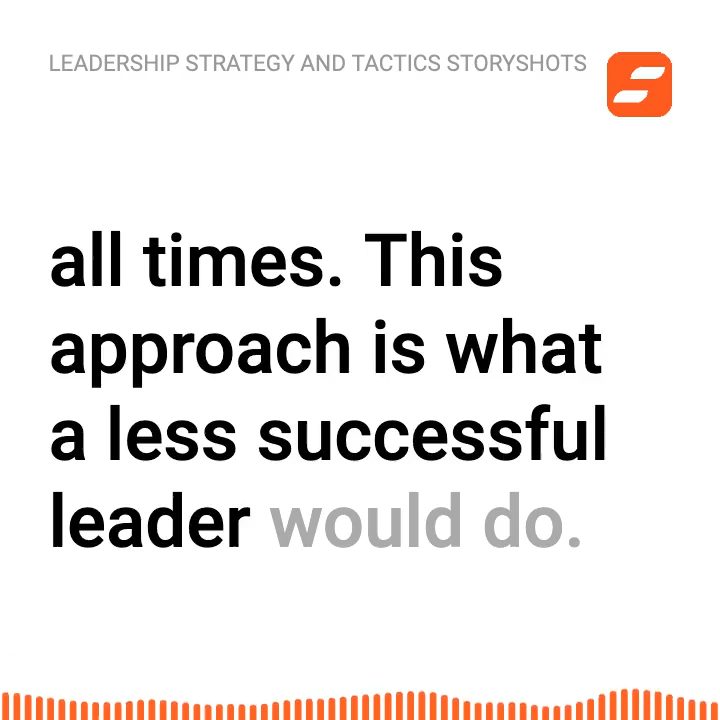 LEADERSHIP STRATEGY AND TACTICS STORYSHOTS
all times. This
approach is what
a less successful
leader would do.